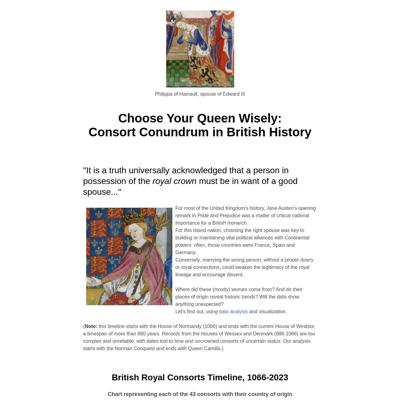 Philippa of Hainault, spouse of Edward III
Choose Your Queen Wisely:
Consort Conundrum in British History
"It is a truth universally acknowledged that a person in
possession of the royal crown must be in want of a good
spouse..."
For most of the United Kingdom's history, Jane Austen's opening
remark in Pride and Prejudice was a matter of critical national
importance for a British monarch.
For this island nation, choosing the right spouse was key to
building or maintaining vital political alliances with Continental
powers: often, those countries were France, Spain and
Germany.
Conversely, marrying the wrong person, without a proper dowry
or royal connections, could weaken the legitimacy of the royal
lineage and encourage dissent.
Where did these (mostly) women come from? And do their
places of origin reveal historic trends? Will the data show
anything unexpected?
Let's find out, using data analysis and visualization.
(Note: this timeline starts with the House of Normandy (1066) and ends with the current House of Windsor,
a timespan of more than 860 years. Records from the Houses of Wessex and Denmark (886-1066) are too
complex and unreliable, with dates lost to time and uncrowned consorts of uncertain status. Our analysis
starts with the Norman Conquest and ends with Queen Camilla.)
British Royal Consorts Timeline, 1066-2023
Chart representing each of the 43 consorts with their country of origin